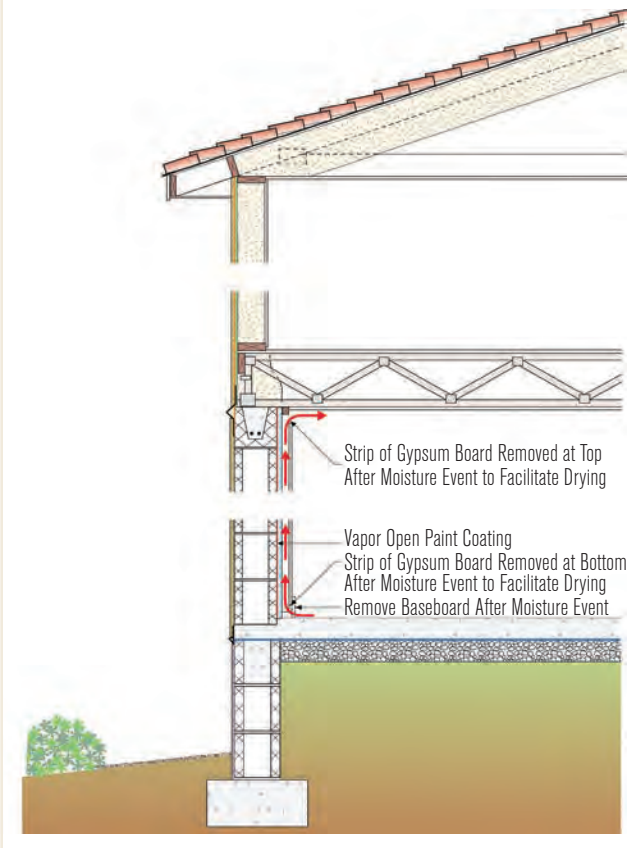 Strip of Gypsum Board Removed at Top
After Moisture Event to Facilitate Drying
Vapor Open Paint Coating
Strip of Gypsum Board Removed at Bottom
After Moisture Event to Facilitate Drying
Remove Baseboard After Moisture Event